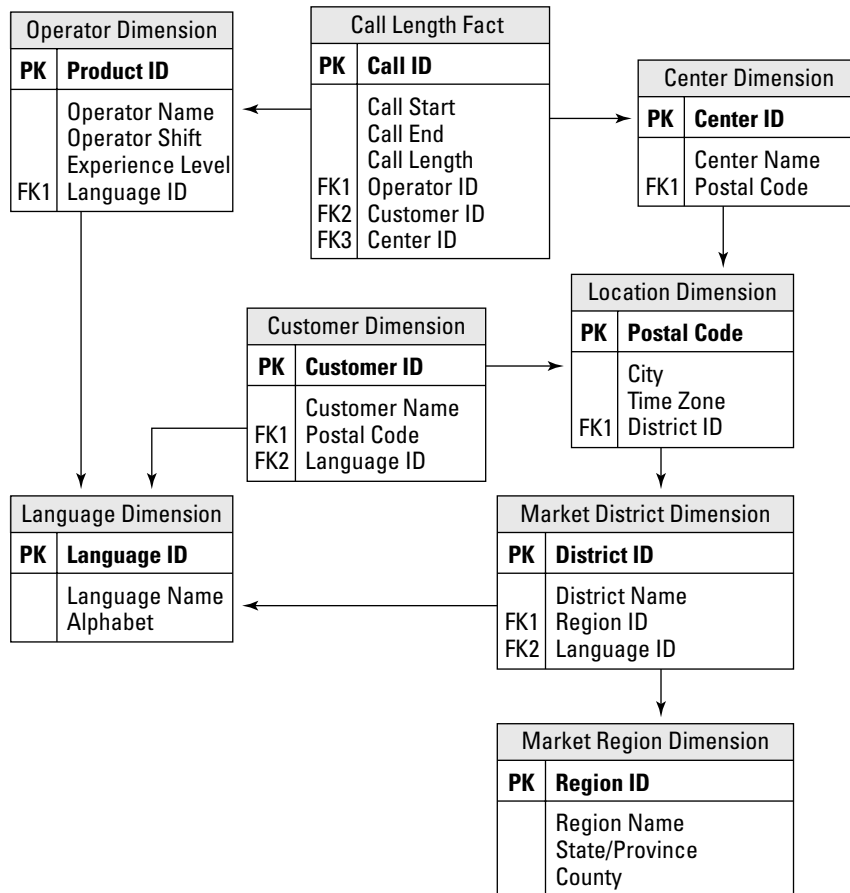 Operator Dimension
PK Product ID
Operator Name
Operator Shift
Experience Level
FK1 Language ID
Call Length Fact
PK Call ID
Call Start
Call End
Call Length
FK1 Operator ID
FK2 Customer ID
FK3 Center ID
Center Dimension
PK Center ID
Center Name
FK1 Postal Code
Customer Dimension
PK Customer ID
Customer Name
FK1 Postal Code
FK2 Language ID
Location Dimension
PK Postal Code
City
Time Zone
FK1 District ID
Language Dimension
PK Language ID
Language Name
Alphabet
Market District Dimension
PK District ID
District Name
FK1 Region ID
FK2 Language ID
Market Region Dimension
PK Region ID
Region Name
State/Province
County